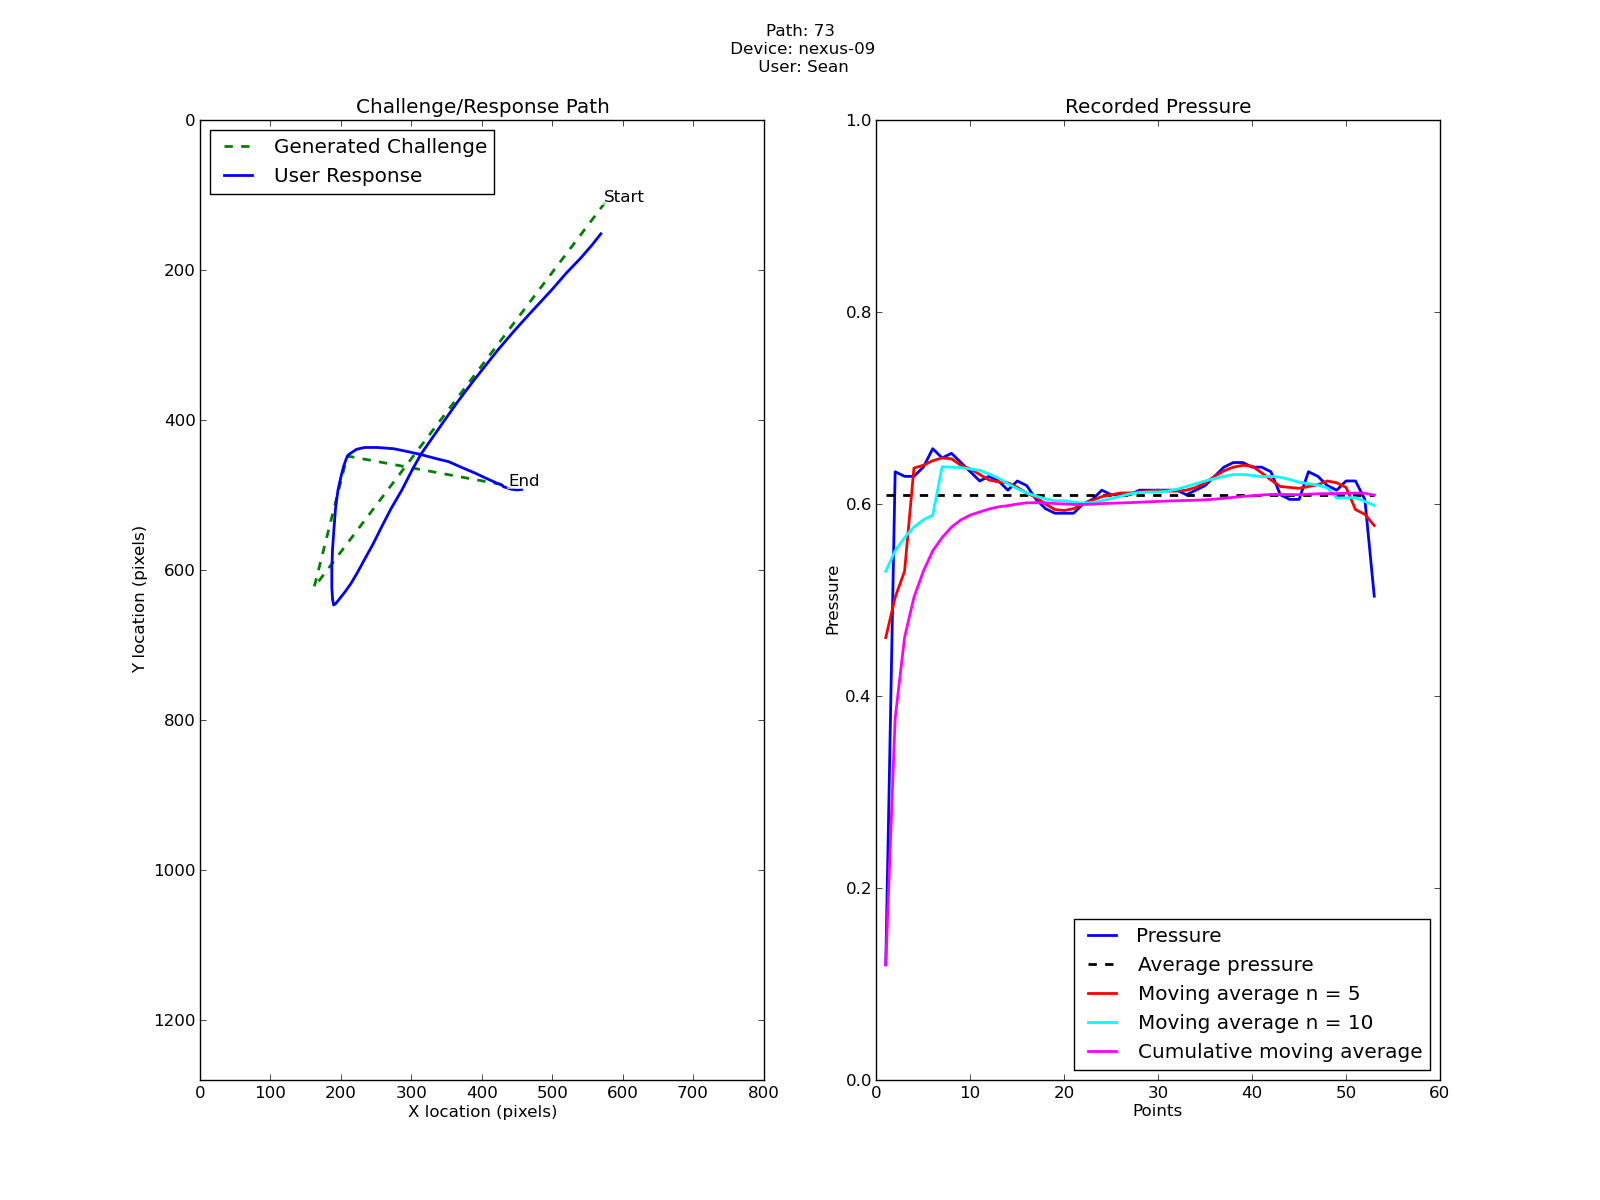 Path: 73
Device: nexus-09
User: Sean
Challenge/Response Path
Generated Challenge
User Response
Start
End
0
200
400
600
800
1000
1200
Y location (pixels)
0 100 200 300 400 500 600 700 800
X location (pixels)
Recorded Pressure
1.0
0.8
0.6
0.4
0.2
0.0
Pressure
Pressure
Average pressure
Moving average n = 5
Moving average n = 10
Cumulative moving average
0 10 20 30 40 50 60
Points